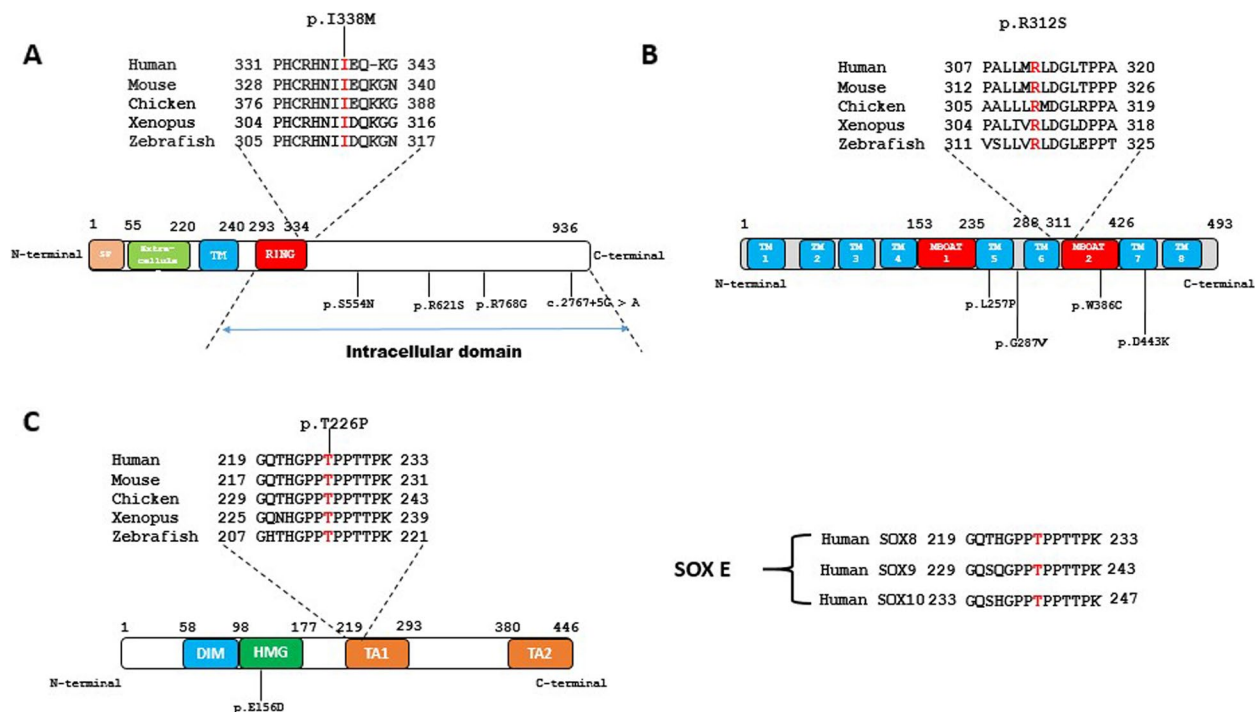 A
p.I338M
Human 331 PHCRHNIIEQ-KG 343
Mouse 328 PHCRHNIIEQKGN 340
Chicken 376 PHCRHNIIEQKKG 388
Xenopus 304 PHCRHNIIDQKGG 316
Zebrafish 305 PHCRHNIIDQKGN 317
1 55 220 240 293 334 936
N-terminal SP Extra-cellula TM RING C-terminal
p.S554N p.R621S p.R768G c.2767+5G > A
Intracellular domain
B
p.R312S
Human 307 PALLMRLDGLTPPA 320
Mouse 312 PALLMRLDGLTPPP 326
Chicken 305 AALLLRMDGLRPPA 319
Xenopus 304 PALIVRLDGLDPPA 318
Zebrafish 311 VSLLVRLDGLEPPT 325
1 153 235 288 311 426 493
TM 1 TM 2 TM 3 TM 4 MBOAT 1 TM 5 TM 6 MBOAT 2 TM 7 TM 8
N-terminal C-terminal
p.L257P p.W386C
p.G287V p.D443K
C
p.T226P
Human 219 GQTHGPPTPPTTPK 233
Mouse 217 GQTHGPPTPPTTPK 231
Chicken 229 GQTHGPPTPPTTPK 243
Xenopus 225 GQNHGPPTPPTTPK 239
Zebrafish 207 GHTHGPPTPPTTPK 221
1 58 98 177 219 293 380 446
DIM HMG TA1 TA2
N-terminal C-terminal
p.E156D
SOX E
Human SOX8 219 GQTHGPPTPPTTPK 233
Human SOX9 229 GQSQGPPTPPTTPK 243
Human SOX10 233 GQSHGPPTPPTTPK 247